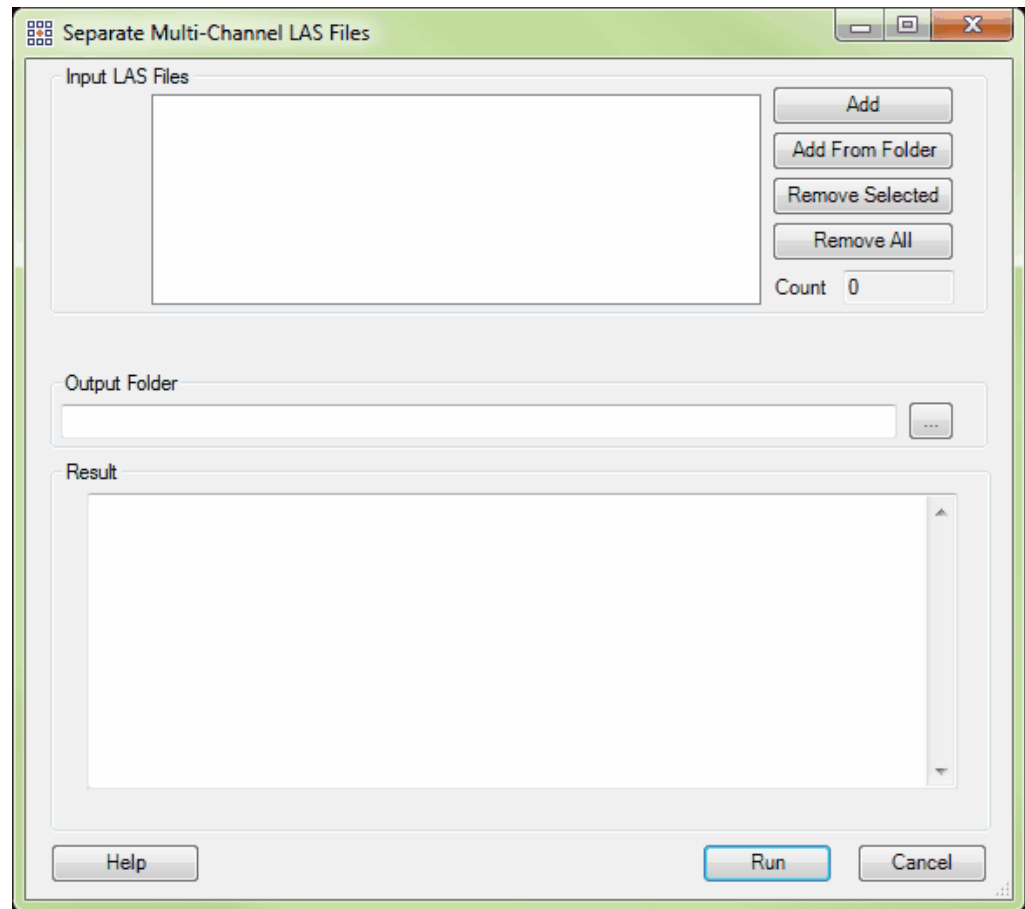 Separate Multi-Channel LAS Files
Input LAS Files
Add
Add From Folder
Remove Selected
Remove All
Count 0
Output Folder
...
Result
Help Run Cancel